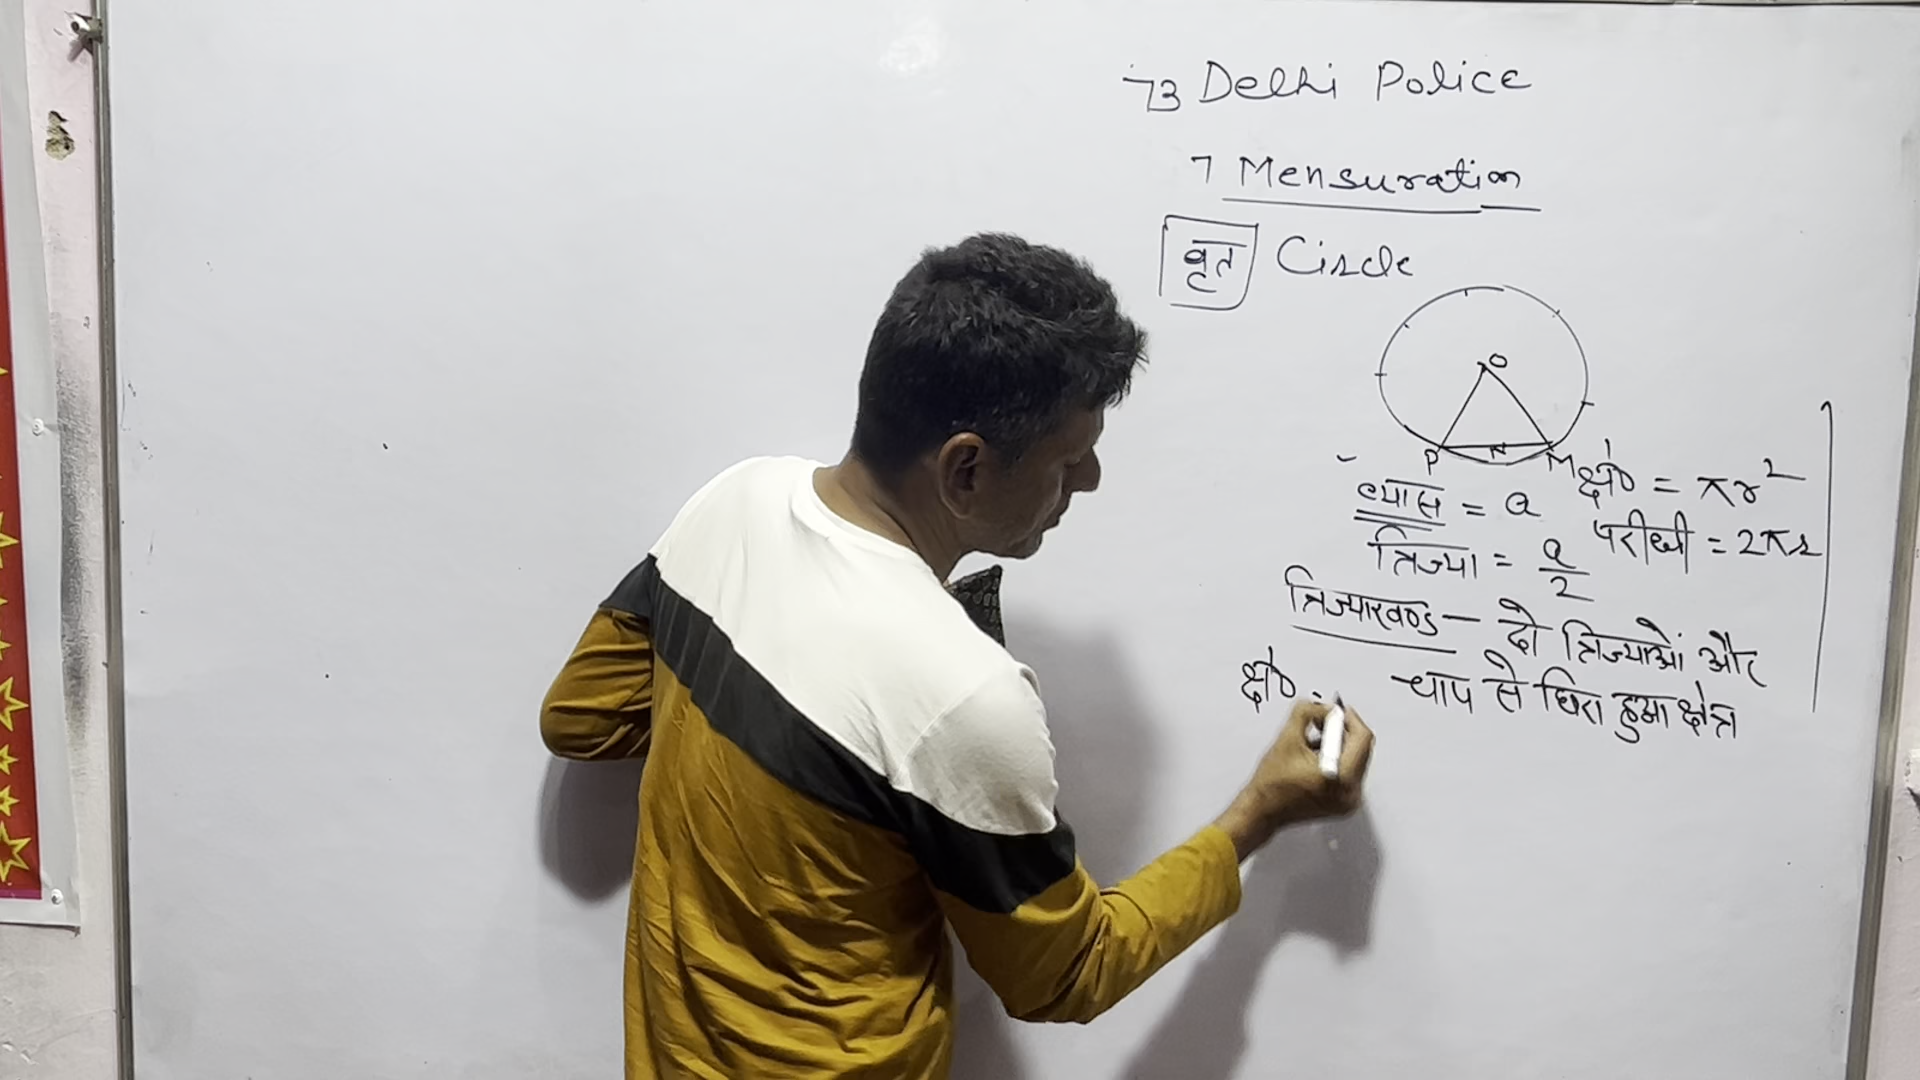 73 Delhi Police
7 Mensuration
वृत Circle
O
P N M
क्षे० = πr²
व्यास = a
परीधी = 2πr
त्रिज्या = a/2
त्रिज्याखण्ड — दो त्रिज्याओं और
चाप से घिरा हुआ क्षेत्र
क्षे० =